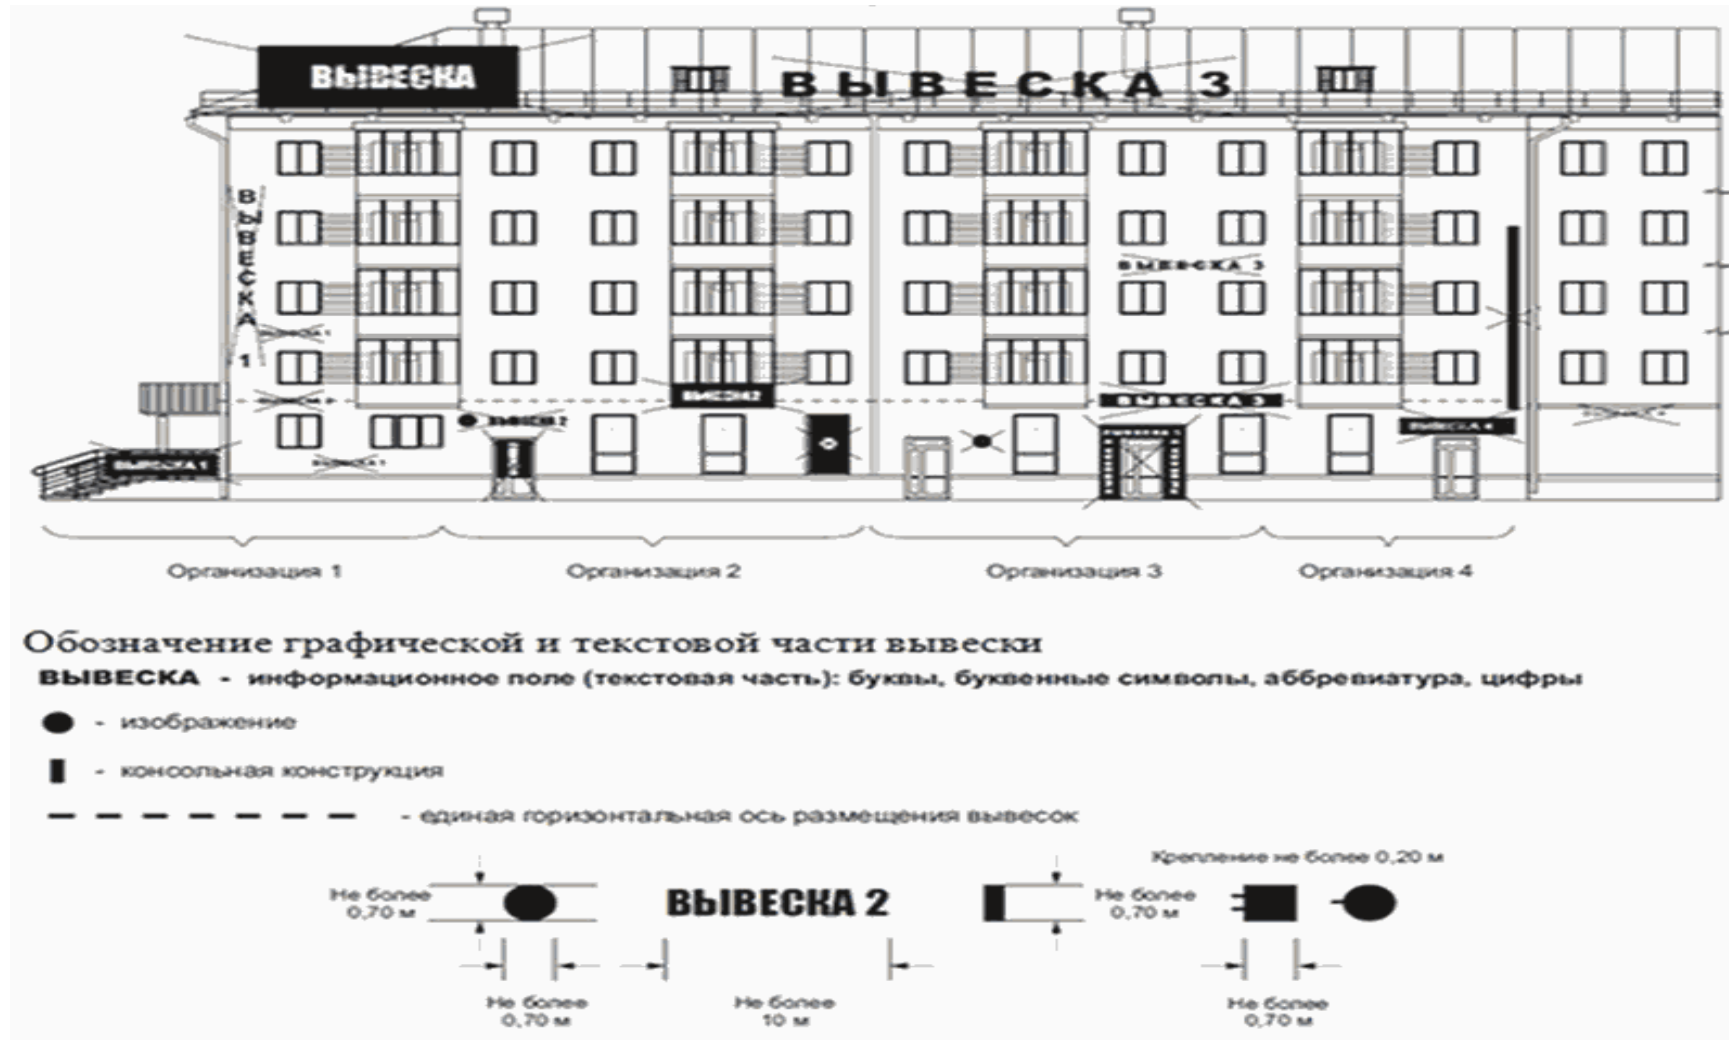 ВЫВЕСКА
ВЫВЕСКА 3
ВЫВЕСКА 1
ВЫВЕСКА 3
ВЫВЕСКА 3
ВЫВЕСКА 2
ВЫВЕСКА 4
ВЫВЕСКА 1
Организация 1
Организация 2
Организация 3
Организация 4
Обозначение графической и текстовой части вывески
ВЫВЕСКА - информационное поле (текстовая часть): буквы, буквенные символы, аббревиатура, цифры
- изображение
- консольная конструкция
- единая горизонтальная ось размещения вывесок
Крепление не более 0,20 м
Не более
0,70 м
ВЫВЕСКА 2
Не более
0,70 м
Не более
0,70 м
Не более
10 м
Не более
0,70 м